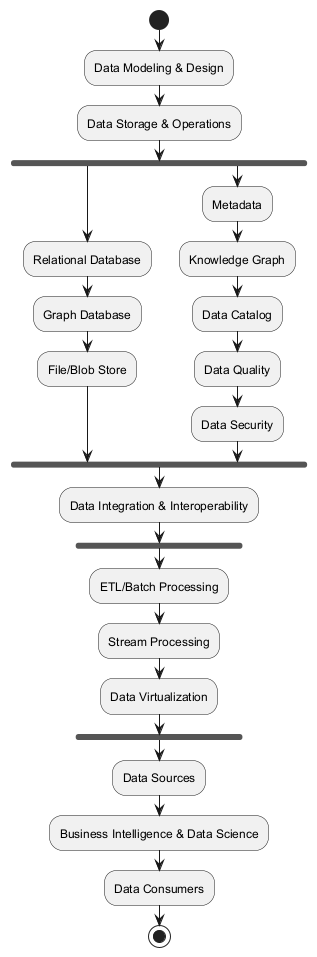 Data Modeling & Design
Data Storage & Operations
Relational Database
Graph Database
File/Blob Store
Metadata
Knowledge Graph
Data Catalog
Data Quality
Data Security
Data Integration & Interoperability
ETL/Batch Processing
Stream Processing
Data Virtualization
Data Sources
Business Intelligence & Data Science
Data Consumers